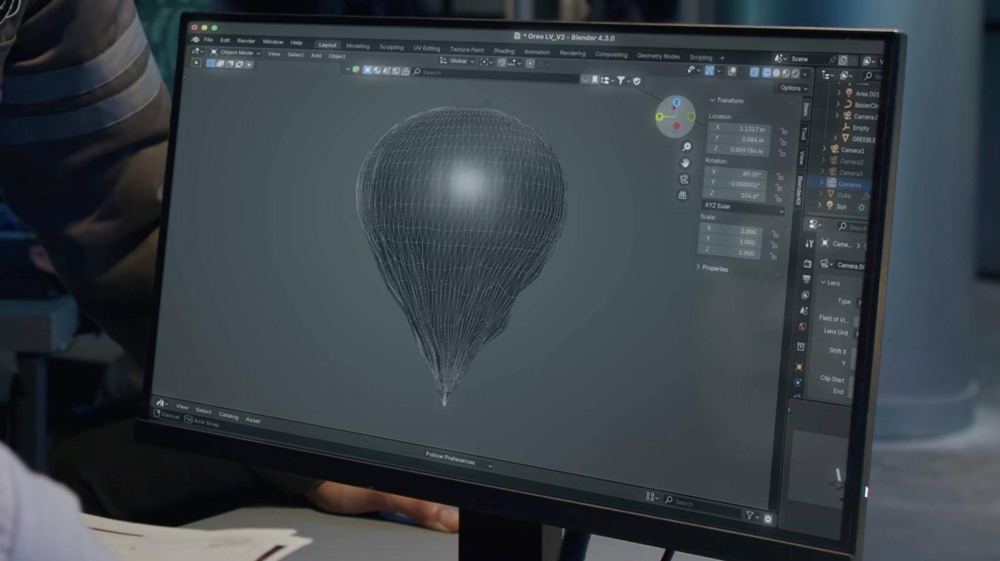 * Oreo LV_V2 - Blender 4.3.0
File Edit Render Window Help
Layout Modeling Sculpting UV Editing Texture Paint Shading Animation Rendering Compositing Geometry Nodes Scripting +
Scene
Object Mode View Select Add Object
Global
Search
Options
Transform
Location:
X 1.1317 m
Y 0.084 m
Z 0.009784 m
Rotation:
X 89.05°
Y -0.000001°
Z 104.6°
XYZ Euler
Scale:
X 1.000
Y 1.000
Z 1.000
Properties
Z
Y
Item
Tool
View
BlenderKit
Area.001
BézierCir
Camera.0
Empty
GREEBLE
Camera1
Camera2
Camera3
Camera4
Cube
Sun
Search
Came...
Camera.00
Lens
Type
Field of Vi...
Lens Unit
Shift X
Y
Clip Start
End
View Select Catalog Asset
Cancel Axis Snap
Follow Preferences
Search